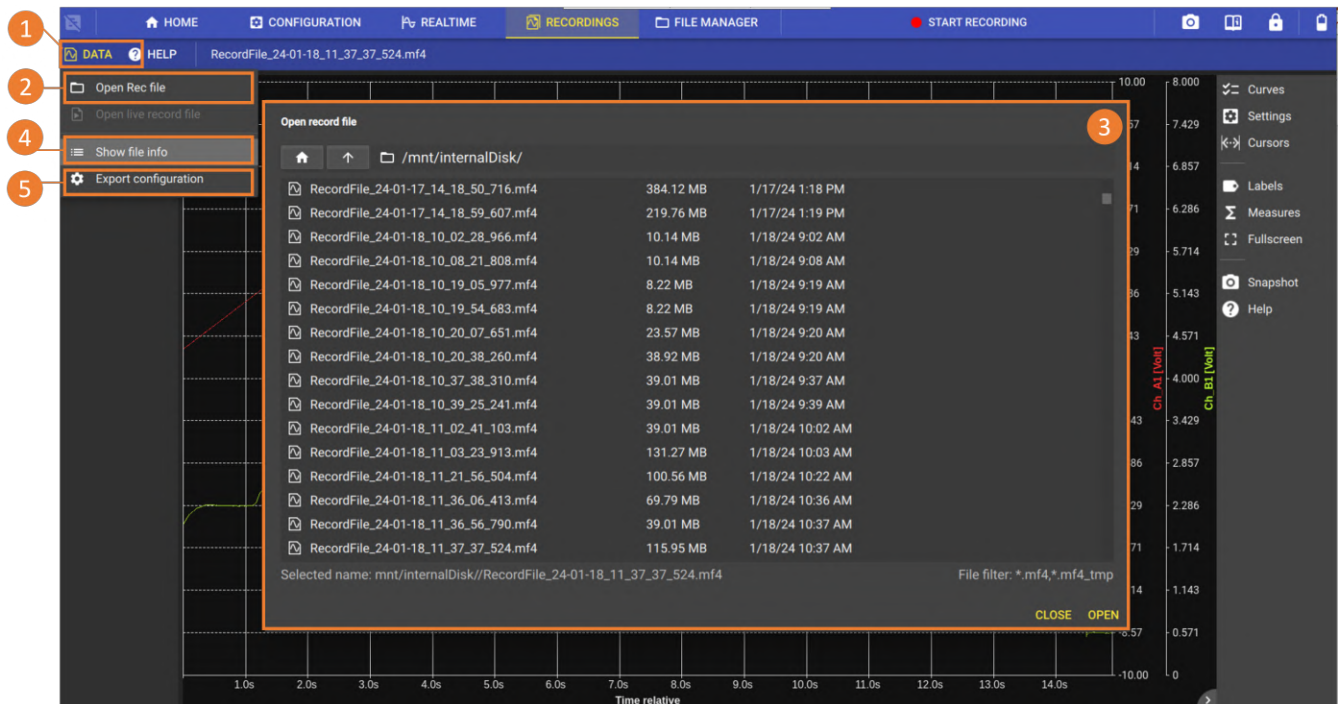 HOME CONFIGURATION REALTIME RECORDINGS FILE MANAGER START RECORDING
1
DATA HELP RecordFile_24-01-18_11_37_37_524.mf4
2
Open Rec file
Open live record file
4
Show file info
5
Export configuration
Open record file
3
/mnt/internalDisk/
RecordFile_24-01-17_14_18_50_716.mf4 384.12 MB 1/17/24 1:18 PM
RecordFile_24-01-17_14_18_59_607.mf4 219.76 MB 1/17/24 1:19 PM
RecordFile_24-01-18_10_02_28_966.mf4 10.14 MB 1/18/24 9:02 AM
RecordFile_24-01-18_10_08_21_808.mf4 10.14 MB 1/18/24 9:08 AM
RecordFile_24-01-18_10_19_05_977.mf4 8.22 MB 1/18/24 9:19 AM
RecordFile_24-01-18_10_19_54_683.mf4 8.22 MB 1/18/24 9:19 AM
RecordFile_24-01-18_10_20_07_651.mf4 23.57 MB 1/18/24 9:20 AM
RecordFile_24-01-18_10_20_38_260.mf4 38.92 MB 1/18/24 9:20 AM
RecordFile_24-01-18_10_37_38_310.mf4 39.01 MB 1/18/24 9:37 AM
RecordFile_24-01-18_10_39_25_241.mf4 39.01 MB 1/18/24 9:39 AM
RecordFile_24-01-18_11_02_41_103.mf4 39.01 MB 1/18/24 10:02 AM
RecordFile_24-01-18_11_03_23_913.mf4 131.27 MB 1/18/24 10:03 AM
RecordFile_24-01-18_11_21_56_504.mf4 100.56 MB 1/18/24 10:22 AM
RecordFile_24-01-18_11_36_06_413.mf4 69.79 MB 1/18/24 10:36 AM
RecordFile_24-01-18_11_36_56_790.mf4 39.01 MB 1/18/24 10:37 AM
RecordFile_24-01-18_11_37_37_524.mf4 115.95 MB 1/18/24 10:37 AM
Selected name: mnt/internalDisk//RecordFile_24-01-18_11_37_37_524.mf4 File filter: *.mf4,*.mf4_tmp
CLOSE OPEN
10.00
57
14
71
29
86
43
43
86
29
71
14
-8.57
-10.00
Ch_A1 [Volt]
8.000
7.429
6.857
6.286
5.714
5.143
4.571
4.000
3.429
2.857
2.286
1.714
1.143
0.571
0
Ch_B1 [Volt]
1.0s 2.0s 3.0s 4.0s 5.0s 6.0s 7.0s 8.0s 9.0s 10.0s 11.0s 12.0s 13.0s 14.0s
Time relative
Curves
Settings
Cursors
Labels
Measures
Fullscreen
Snapshot
Help